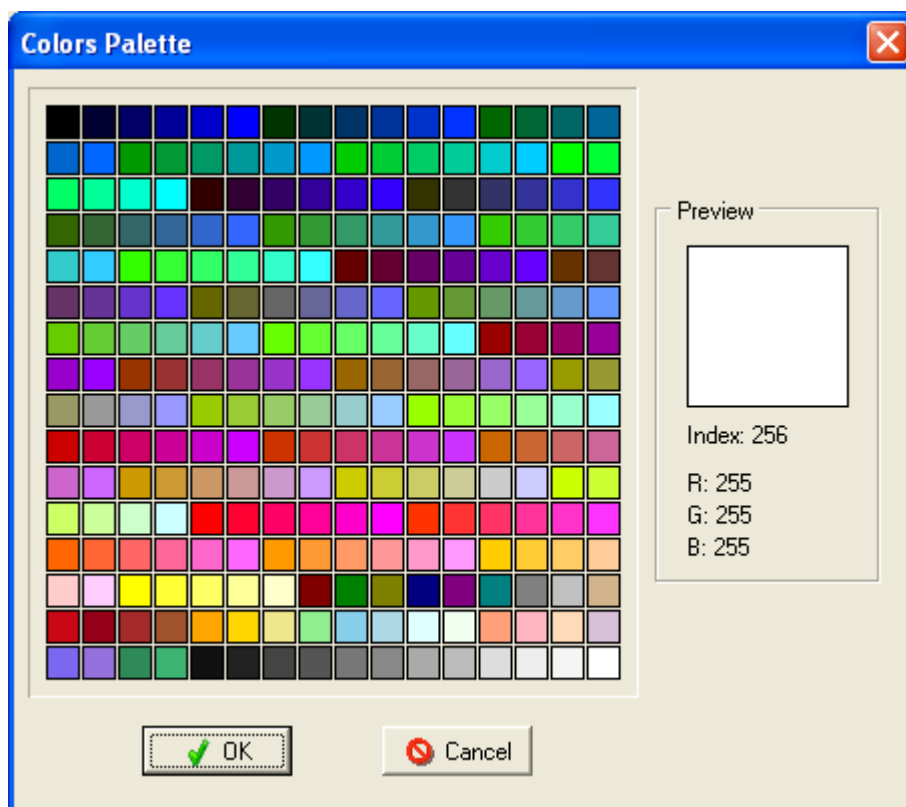 Colors Palette
Preview
Index: 256
R: 255
G: 255
B: 255
OK
Cancel